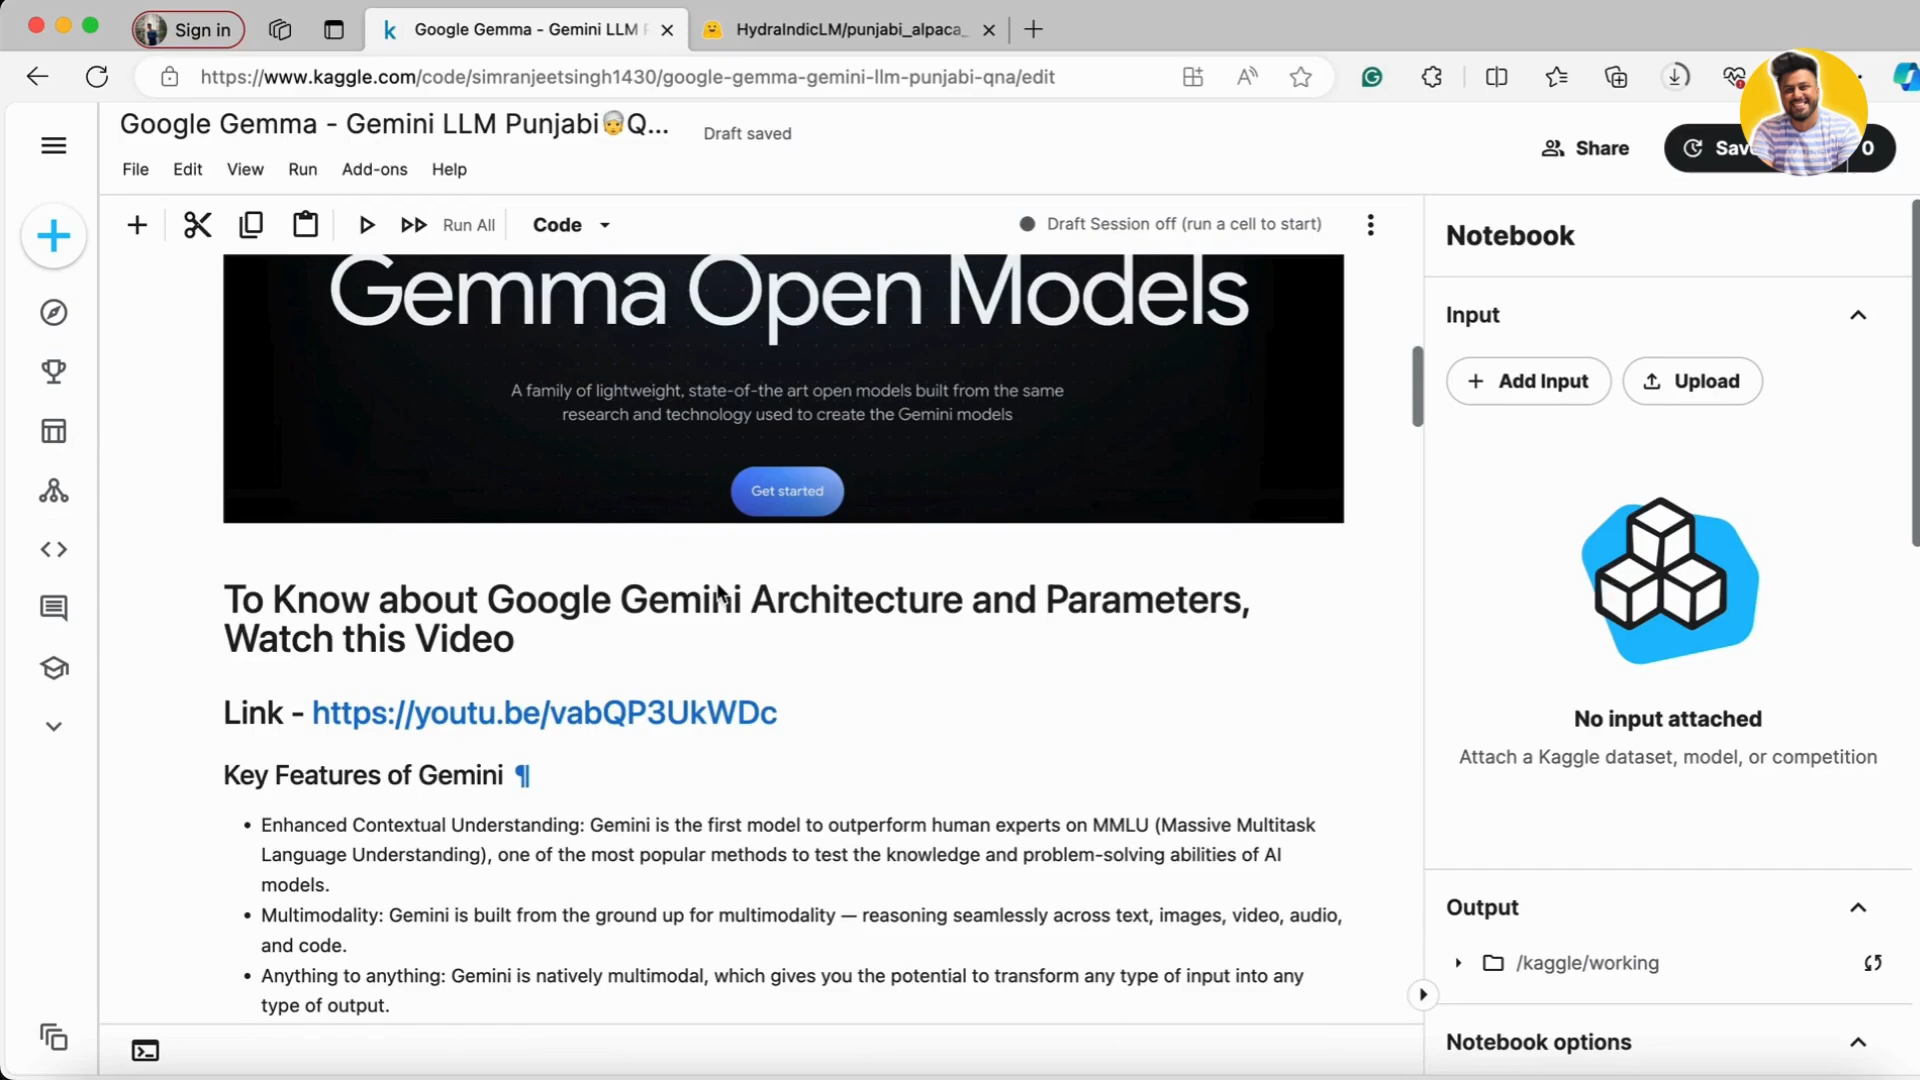 Sign in
Google Gemma - Gemini LLM P
HydraIndicLM/punjabi_alpaca_
https://www.kaggle.com/code/simranjeetsingh1430/google-gemma-gemini-llm-punjabi-qna/edit
Google Gemma - Gemini LLM Punjabi👳Q...
Draft saved
File Edit View Run Add-ons Help
Share
Sav
0
Run All
Code
Draft Session off (run a cell to start)
Gemma Open Models
A family of lightweight, state-of-the art open models built from the same
research and technology used to create the Gemini models
Get started
To Know about Google Gemini Architecture and Parameters,
Watch this Video
Link - https://youtu.be/vabQP3UkWDc
Key Features of Gemini ¶
• Enhanced Contextual Understanding: Gemini is the first model to outperform human experts on MMLU (Massive Multitask
Language Understanding), one of the most popular methods to test the knowledge and problem-solving abilities of AI
models.
• Multimodality: Gemini is built from the ground up for multimodality — reasoning seamlessly across text, images, video, audio,
and code.
• Anything to anything: Gemini is natively multimodal, which gives you the potential to transform any type of input into any
type of output.
Notebook
Input
Add Input
Upload
No input attached
Attach a Kaggle dataset, model, or competition
Output
/kaggle/working
Notebook options